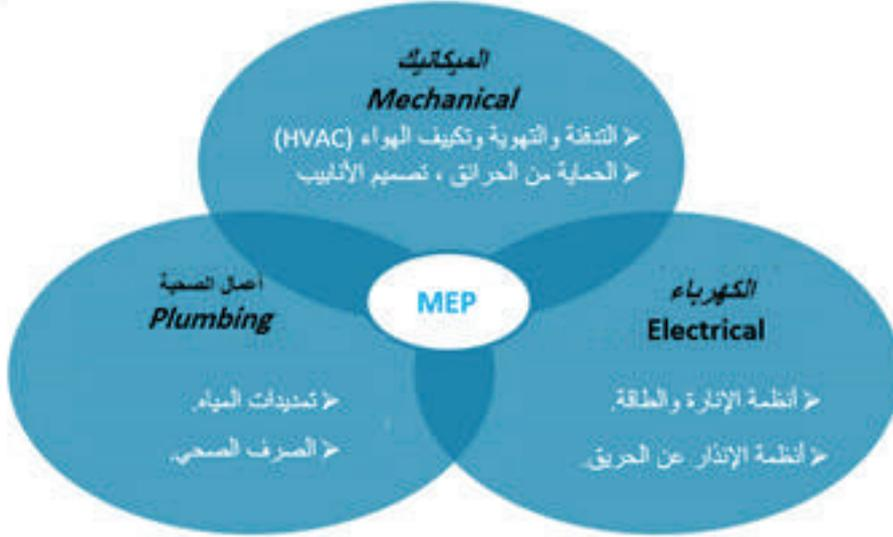 الميكانيك
Mechanical
التدفئة والتهوية وتكييف الهواء (HVAC)
الحماية من الحرائق ، تصميم الأنابيب
أعمال الصحية
Plumbing
تمديدات المياه.
الصرف الصحي.
MEP
الكهرباء
Electrical
أنظمة الإنارة والطاقة.
أنظمة الإنذار عن الحريق.